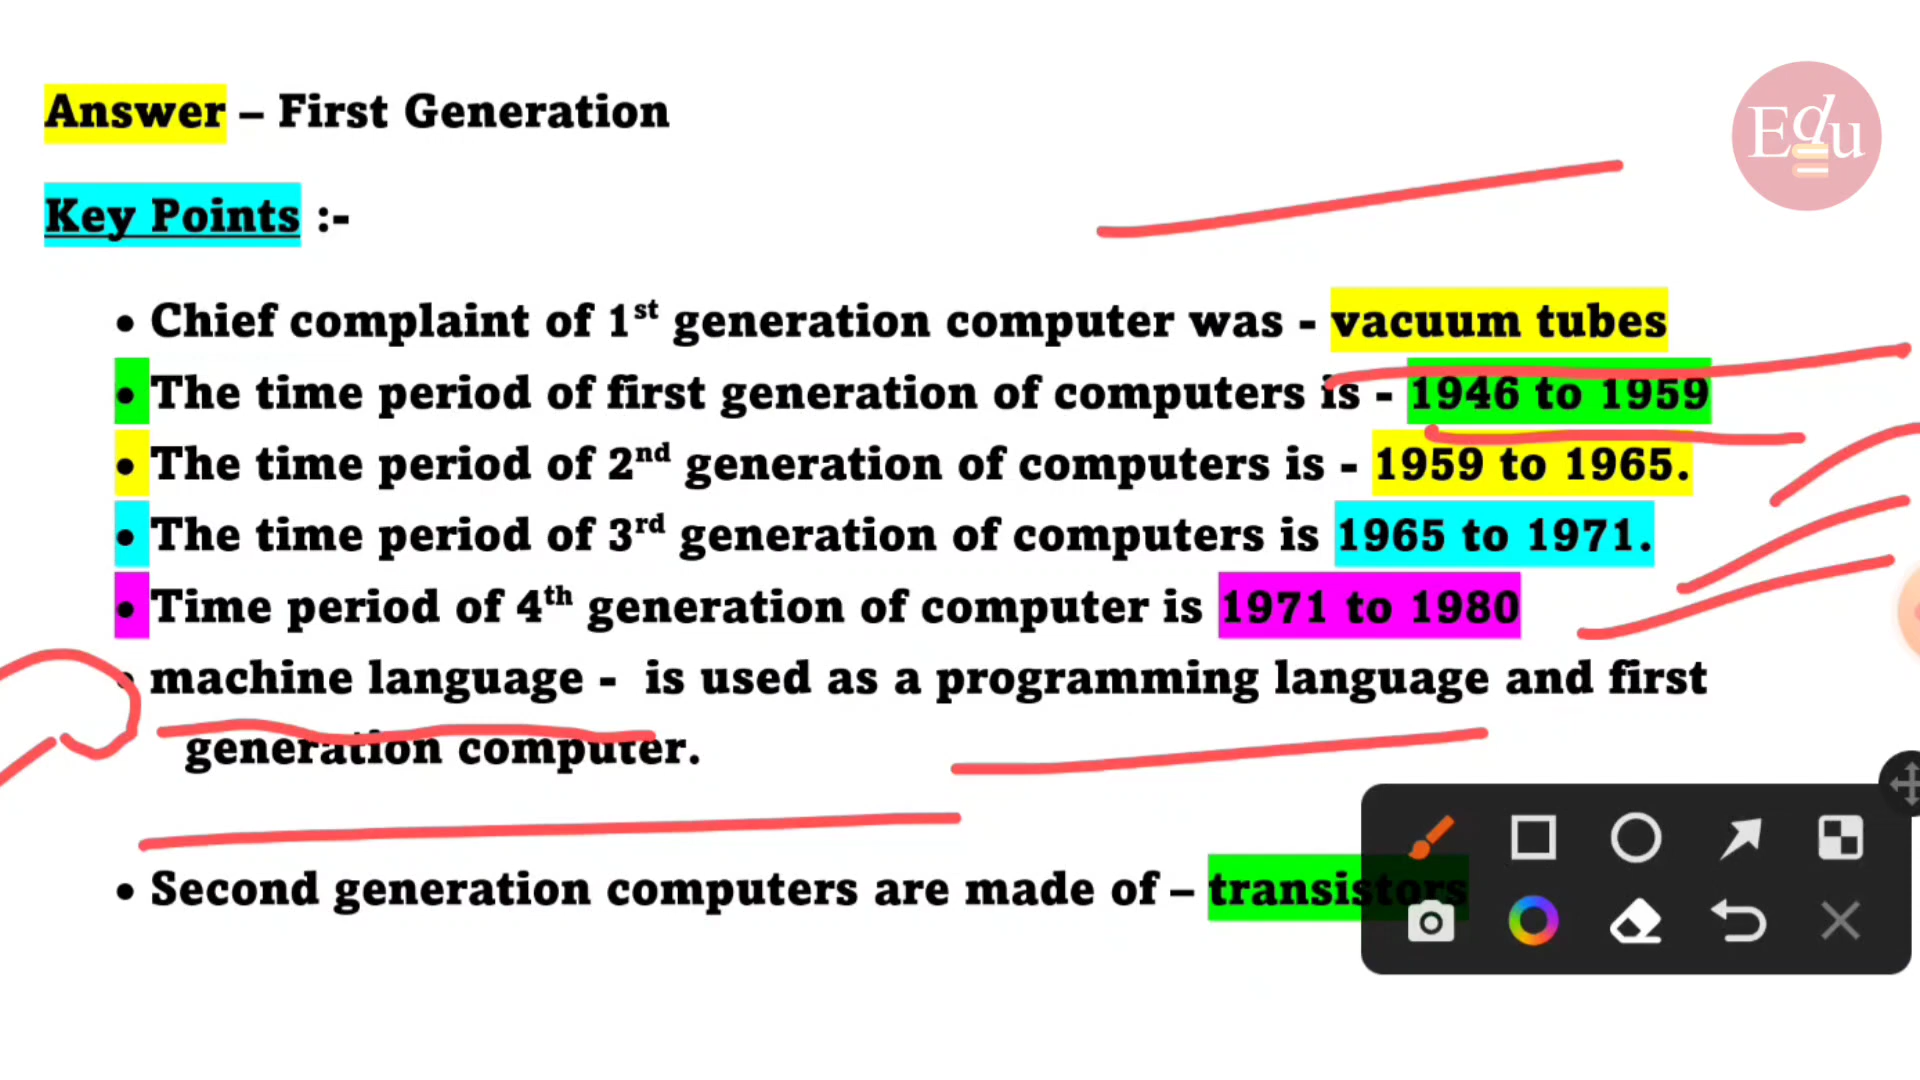 Edu
Answer – First Generation
Key Points :-
• Chief complaint of 1st generation computer was - vacuum tubes
• The time period of first generation of computers is - 1946 to 1959
• The time period of 2nd generation of computers is - 1959 to 1965.
• The time period of 3rd generation of computers is 1965 to 1971.
• Time period of 4th generation of computer is 1971 to 1980
• machine language - is used as a programming language and first
generation computer.
• Second generation computers are made of – transistors